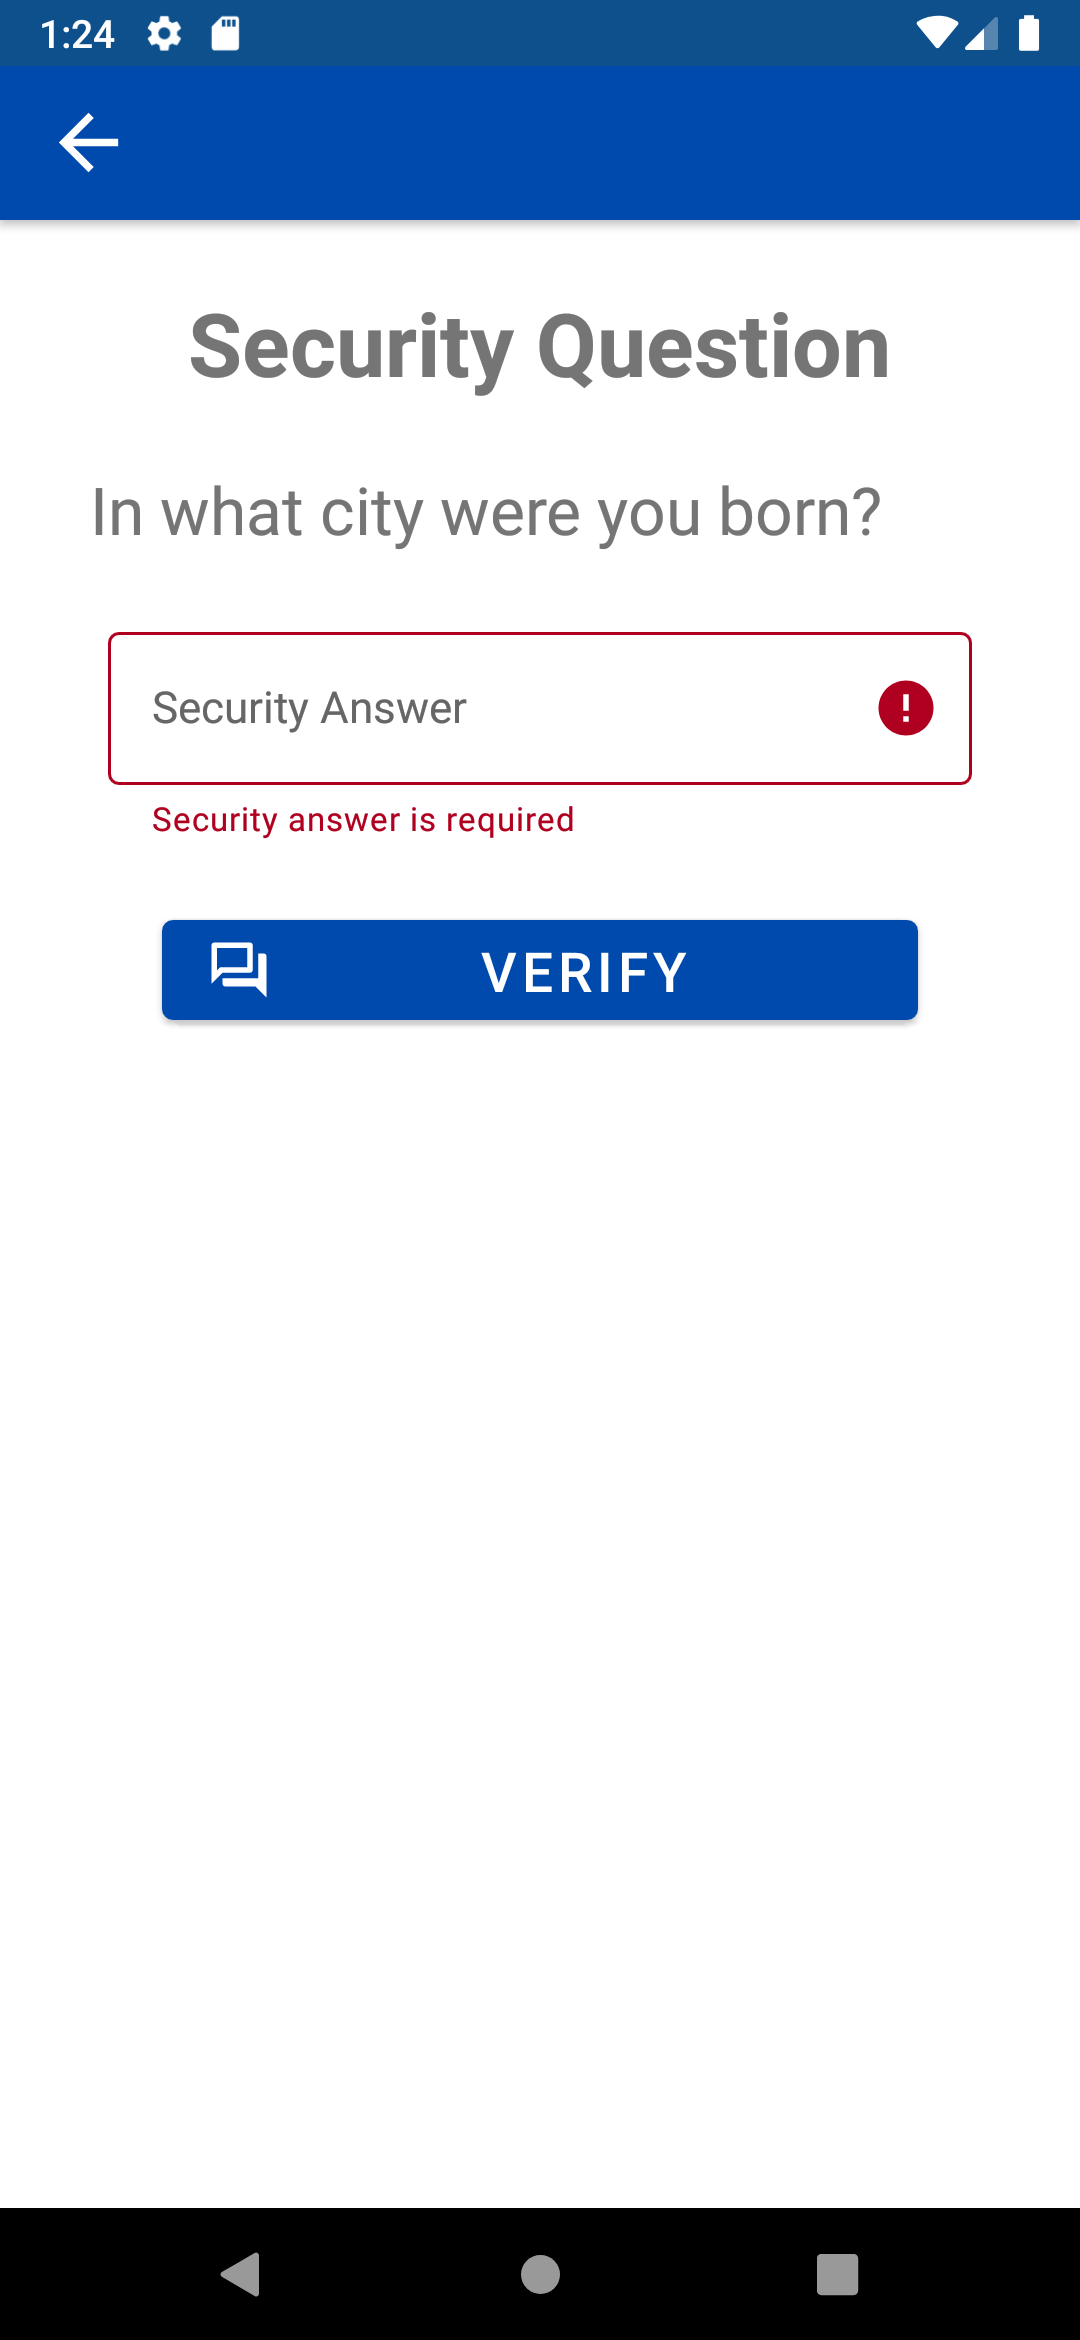 1:24
Security Question
In what city were you born?
Security Answer
Security answer is required
VERIFY